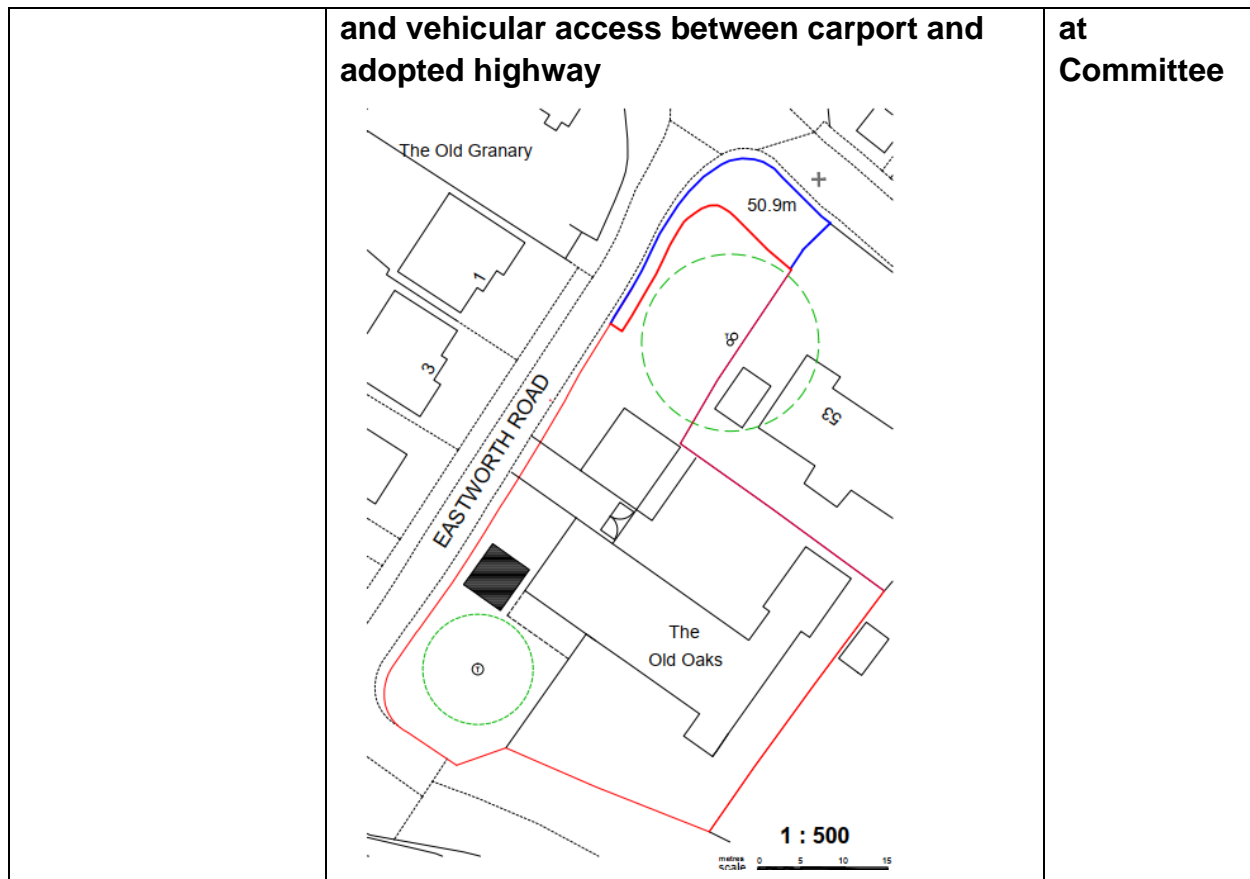 and vehicular access between carport and
adopted highway
at
Committee
The Old Granary
50.9m
1
3
EASTWORTH ROAD
53
The
Old Oaks
T
1 : 500
metres
scale
0 5 10 15